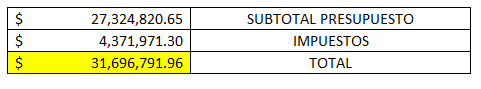 $ 27,324,820.65 SUBTOTAL PRESUPUESTO
$ 4,371,971.30 IMPUESTOS
$ 31,696,791.96 TOTAL